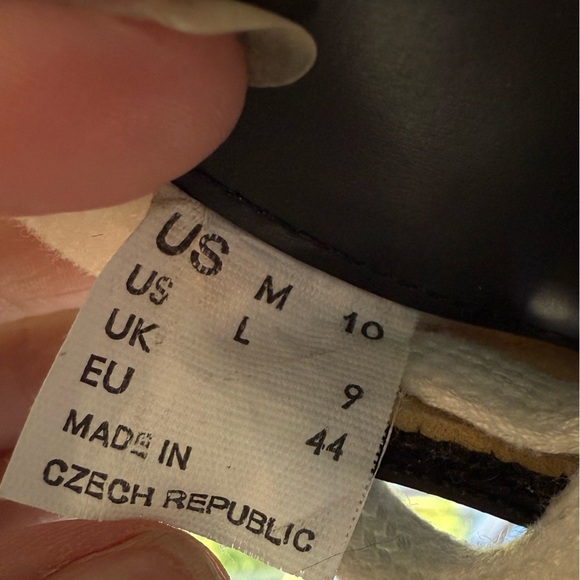 US
US M 10
UK L 9
EU 44
MADE IN
CZECH REPUBLIC